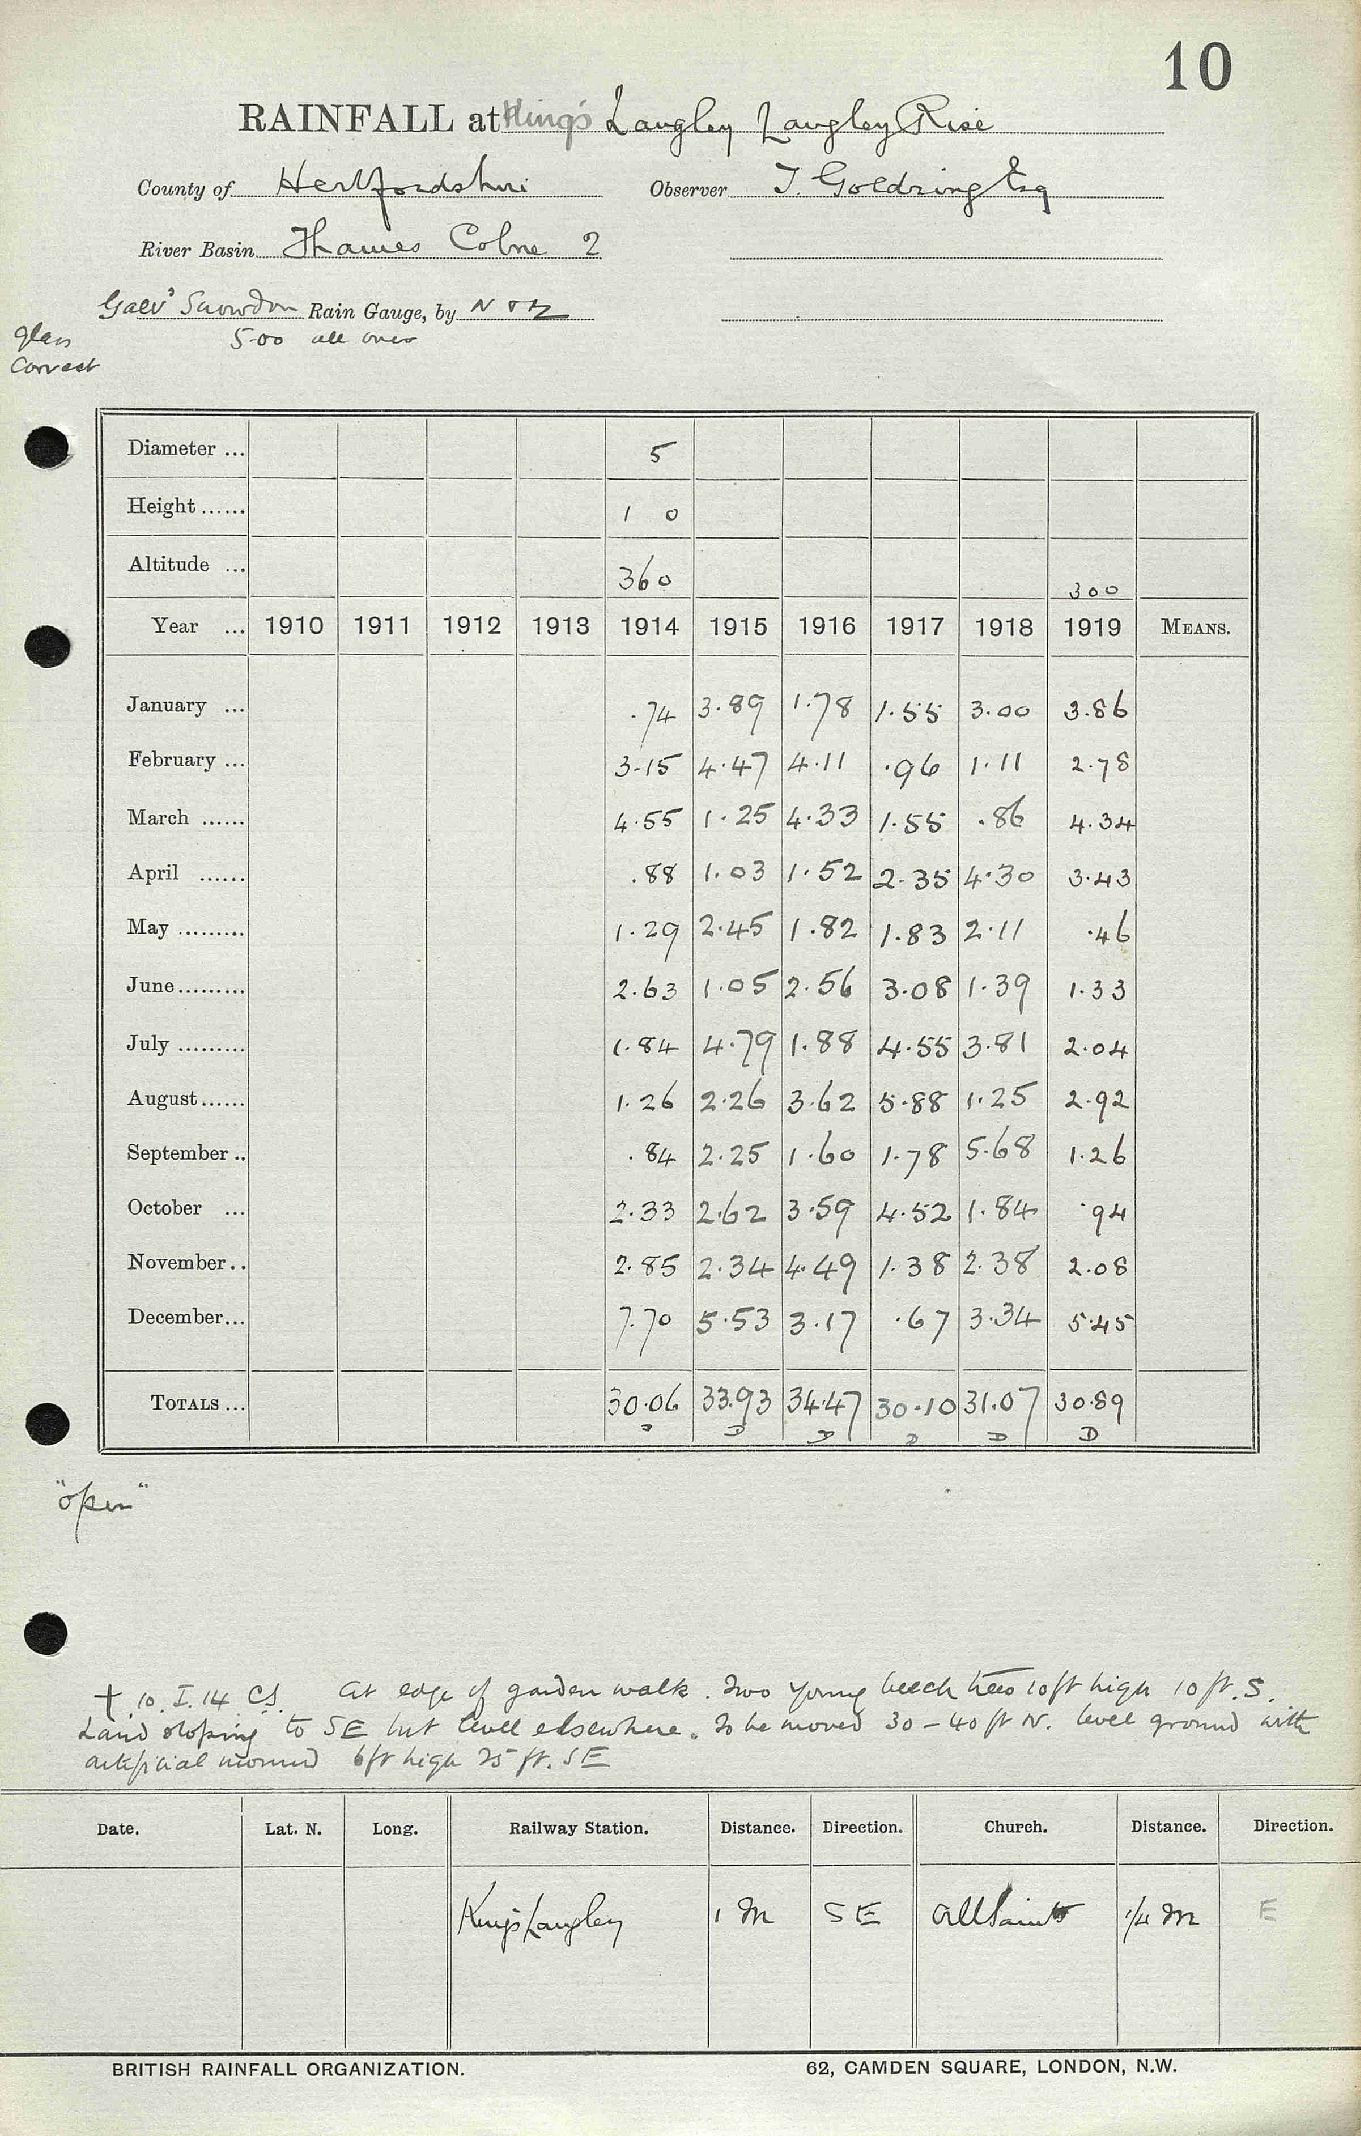 10
RAINFALL at King's Langley Langley Rise
County of Hertfordshire Observer T. Goldring Esq
River Basin Thames Colne 2
Galv'd Snowdon Rain Gauge, by N & Z
glass correct
5.00 all over
Diameter ... 5
Height ...... 1 0
Altitude ... 360 300
Year ... 1910 1911 1912 1913 1914 1915 1916 1917 1918 1919 MEANS.
January ... .74 3.89 1.78 1.55 3.00 3.86
February ... 3.15 4.47 4.11 .96 1.11 2.78
March ...... 4.55 1.25 4.33 1.55 .86 4.34
April ...... .88 1.03 1.52 2.35 4.30 3.43
May ......... 1.29 2.45 1.82 1.83 2.11 .46
June......... 2.63 1.05 2.56 3.08 1.39 1.33
July ......... 1.84 4.79 1.88 4.55 3.81 2.04
August...... 1.26 2.26 3.62 5.88 1.25 2.92
September .. .84 2.25 1.60 1.78 5.68 1.26
October ... 2.33 2.62 3.59 4.52 1.84 .94
November.. 2.85 2.34 4.49 1.38 2.38 2.08
December... 7.70 5.53 3.17 .67 3.34 5.45
TOTALS ... 30.06 33.93 34.47 30.10 31.07 30.89
D D D D D D
"open"
† 10.I.14 CS. At edge of garden walk. Two young beech trees 10ft high 10 ft. S.
Land sloping to SE but level elsewhere. To be moved 30 – 40 ft N. level ground with
artificial mound 6ft high 25 ft. SE
Date. Lat. N. Long. Railway Station. Distance. Direction. Church. Distance. Direction.
King's Langley 1 M SE All Saints 1/4 M E
BRITISH RAINFALL ORGANIZATION. 62, CAMDEN SQUARE, LONDON, N.W.